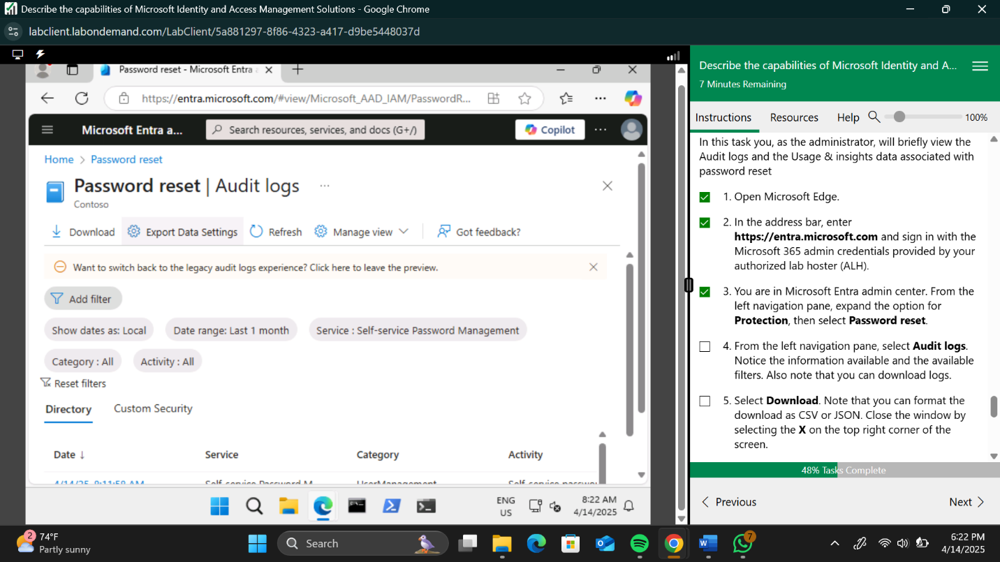 Describe the capabilities of Microsoft Identity and Access Management Solutions - Google Chrome
labclient.labondemand.com/LabClient/5a881297-8f86-4323-a417-d9be5448037d
Password reset - Microsoft Entra a
https://entra.microsoft.com/#view/Microsoft_AAD_IAM/PasswordR...
Microsoft Entra a...
Search resources, services, and docs (G+/)
Copilot
Home > Password reset
Password reset | Audit logs
Contoso
Download
Export Data Settings
Refresh
Manage view
Got feedback?
Want to switch back to the legacy audit logs experience? Click here to leave the preview.
Add filter
Show dates as: Local
Date range: Last 1 month
Service : Self-service Password Management
Category : All
Activity : All
Reset filters
Directory
Custom Security
Date ↓
Service
Category
Activity
4/14/25, 8:11:58 AM
Self-service Password M...
UserManagement
Self-service passwor
ENG
US
8:22 AM
4/14/2025
Describe the capabilities of Microsoft Identity and A...
7 Minutes Remaining
Instructions
Resources
Help
100%
In this task you, as the administrator, will briefly view the
Audit logs and the Usage & insights data associated with
password reset
1. Open Microsoft Edge.
2. In the address bar, enter
https://entra.microsoft.com and sign in with the
Microsoft 365 admin credentials provided by your
authorized lab hoster (ALH).
3. You are in Microsoft Entra admin center. From the
left navigation pane, expand the option for
Protection, then select Password reset.
4. From the left navigation pane, select Audit logs.
Notice the information available and the available
filters. Also note that you can download logs.
5. Select Download. Note that you can format the
download as CSV or JSON. Close the window by
selecting the X on the top right corner of the
screen.
48% Tasks Complete
< Previous
Next >
2
74°F
Partly sunny
Search
7
6:22 PM
4/14/2025